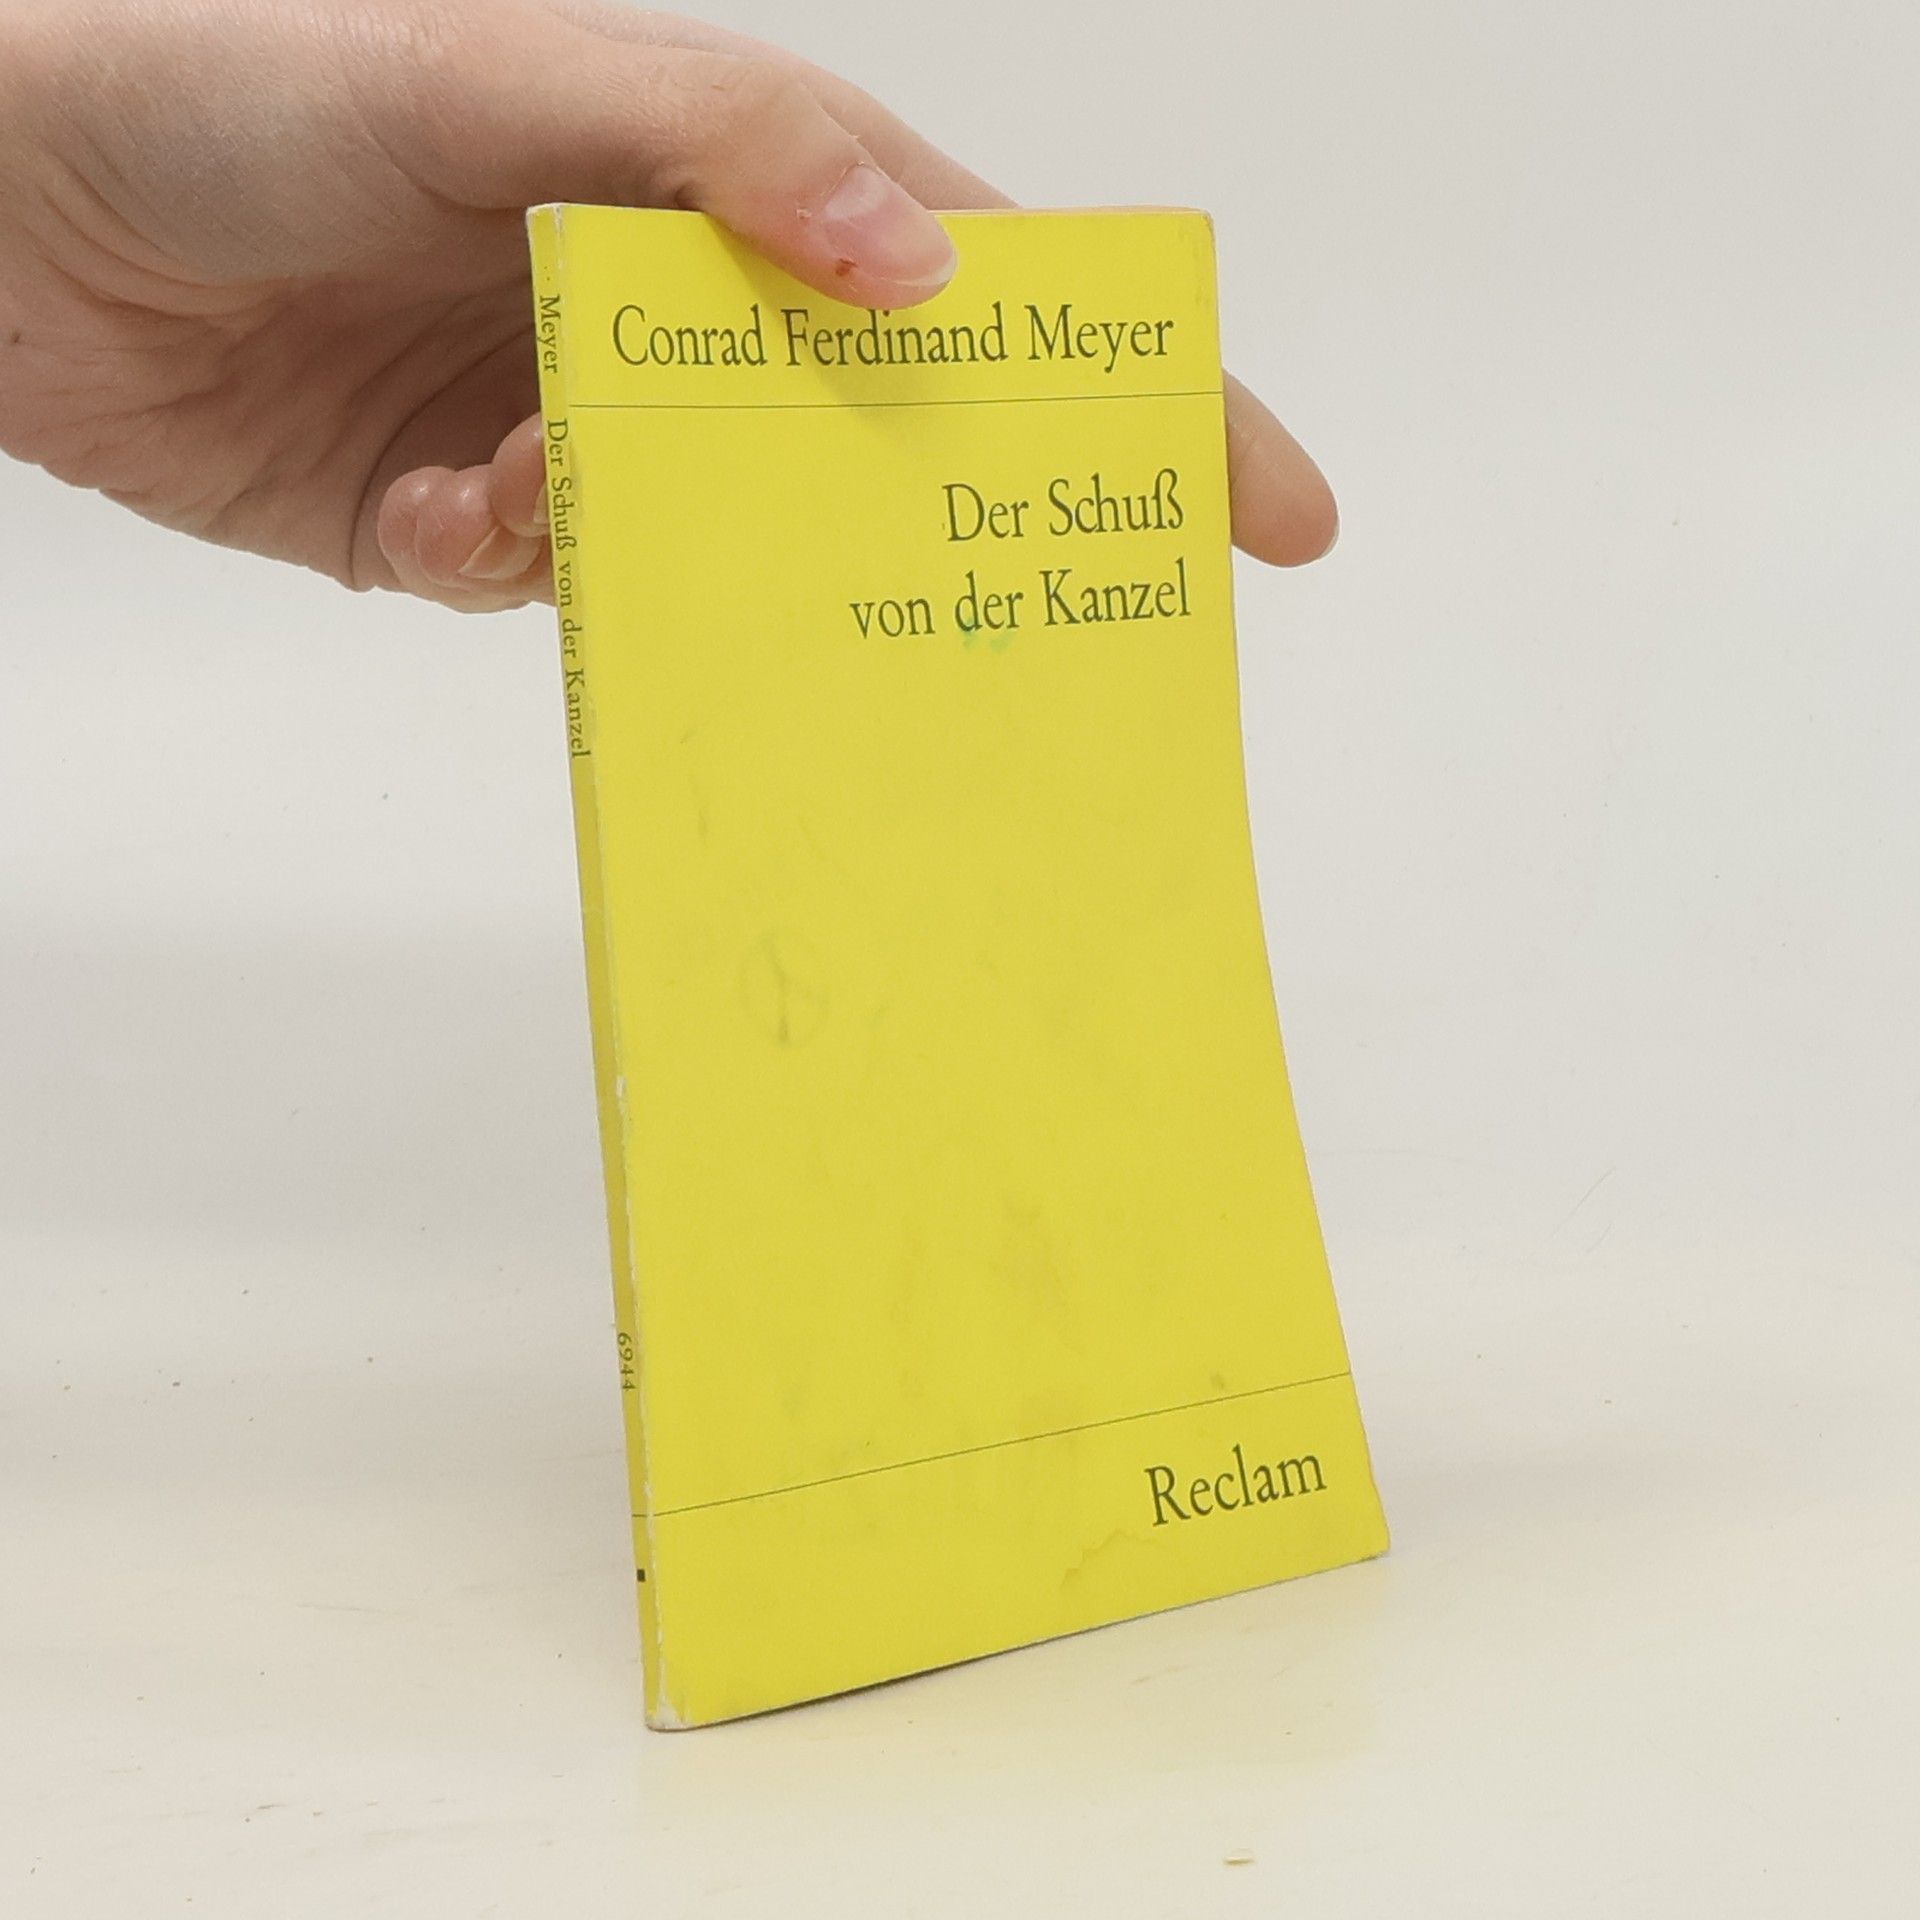 Conrad Ferdinand Meyer
Der Schuß
von der Kanzel
Reclam
Meyer Der Schuß von der Kanzel 6944